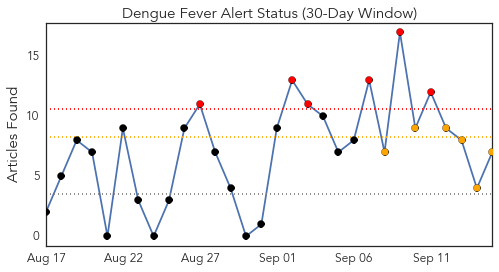 Dengue Fever Alert Status (30-Day Window)
Articles Found
15
10
5
0
Aug 17 Aug 22 Aug 27 Sep 01 Sep 06 Sep 11